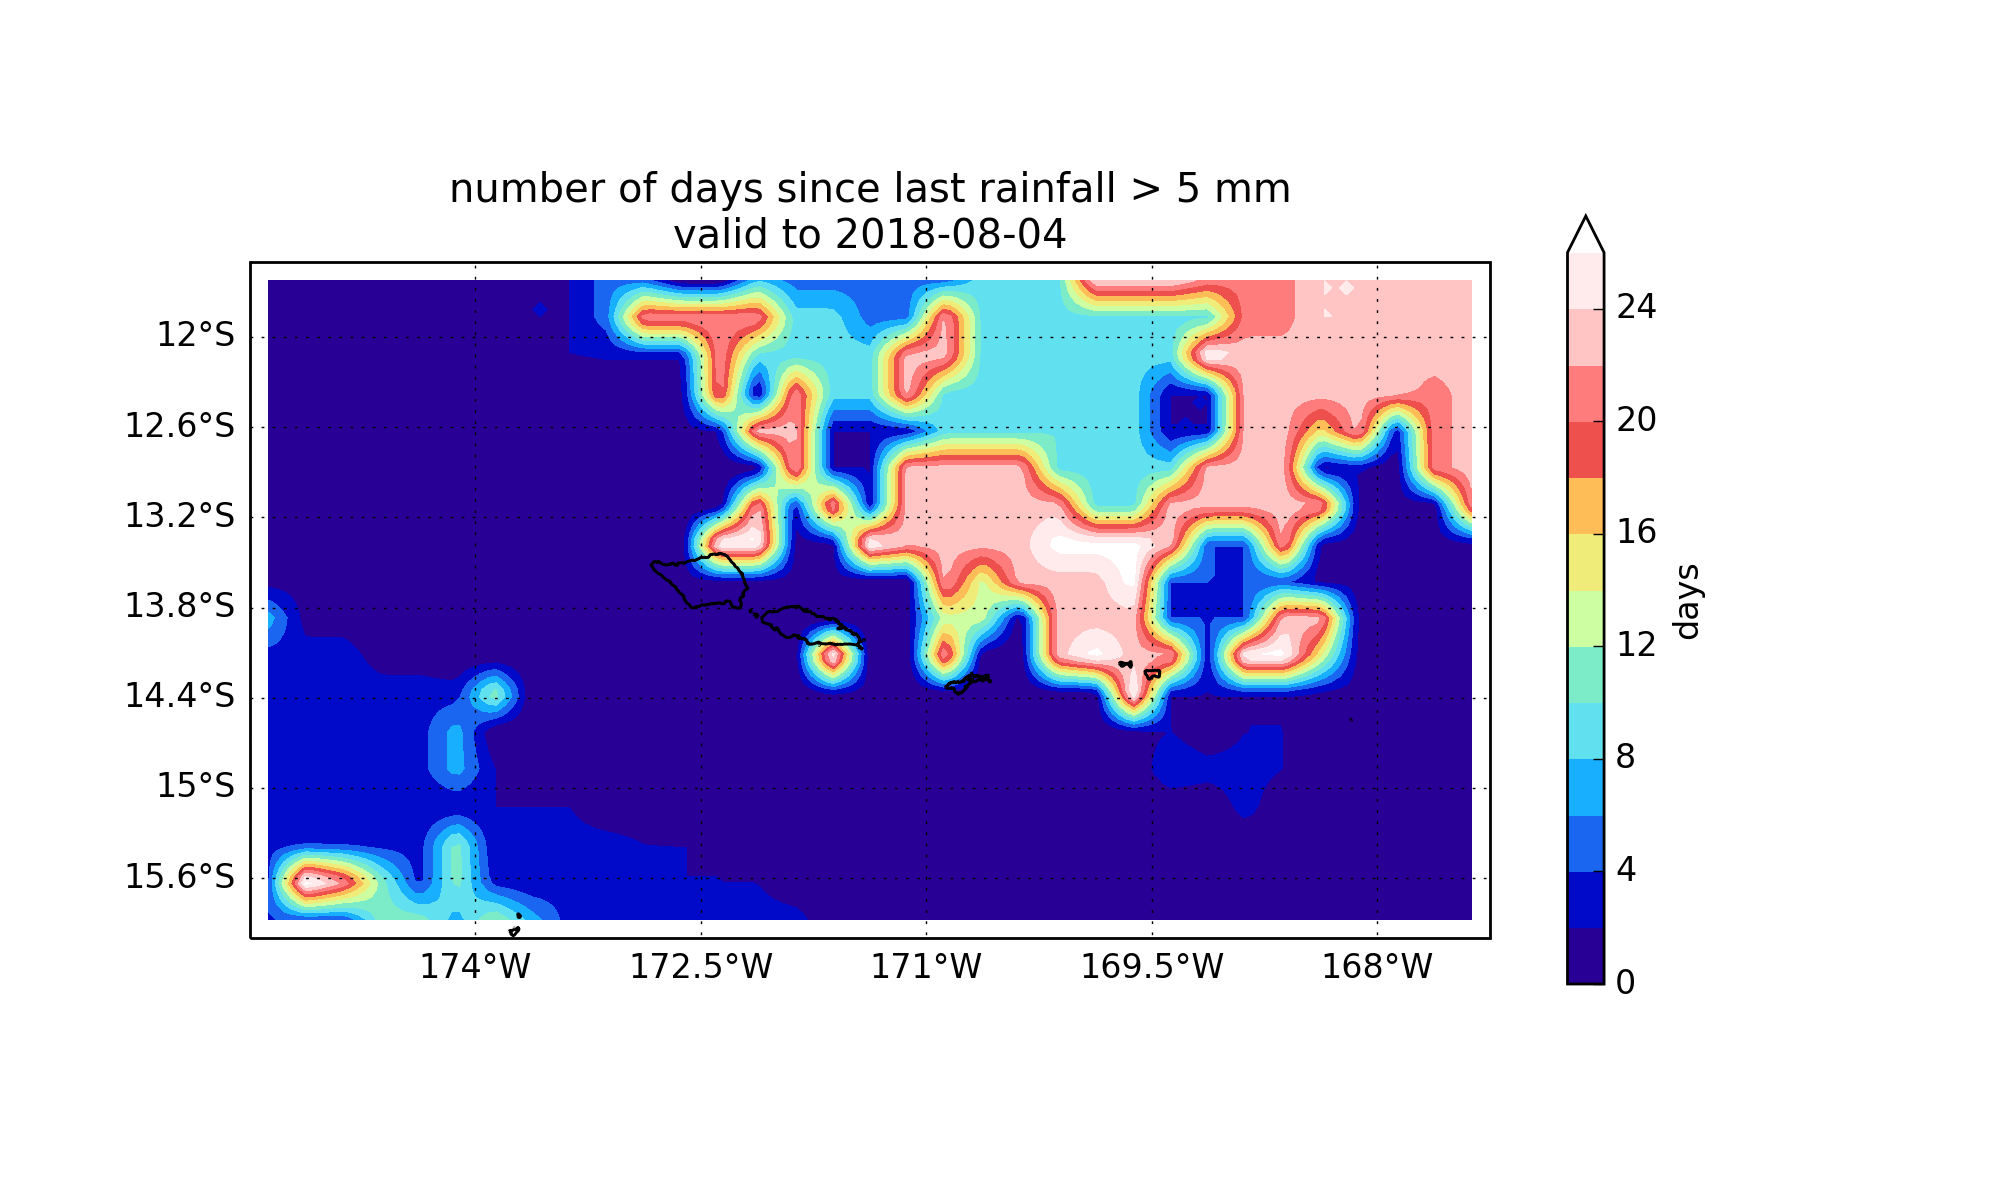 number of days since last rainfall > 5 mm
valid to 2018-08-04
12°S
12.6°S
13.2°S
13.8°S
14.4°S
15°S
15.6°S
174°W
172.5°W
171°W
169.5°W
168°W
24
20
16
12
8
4
0
days